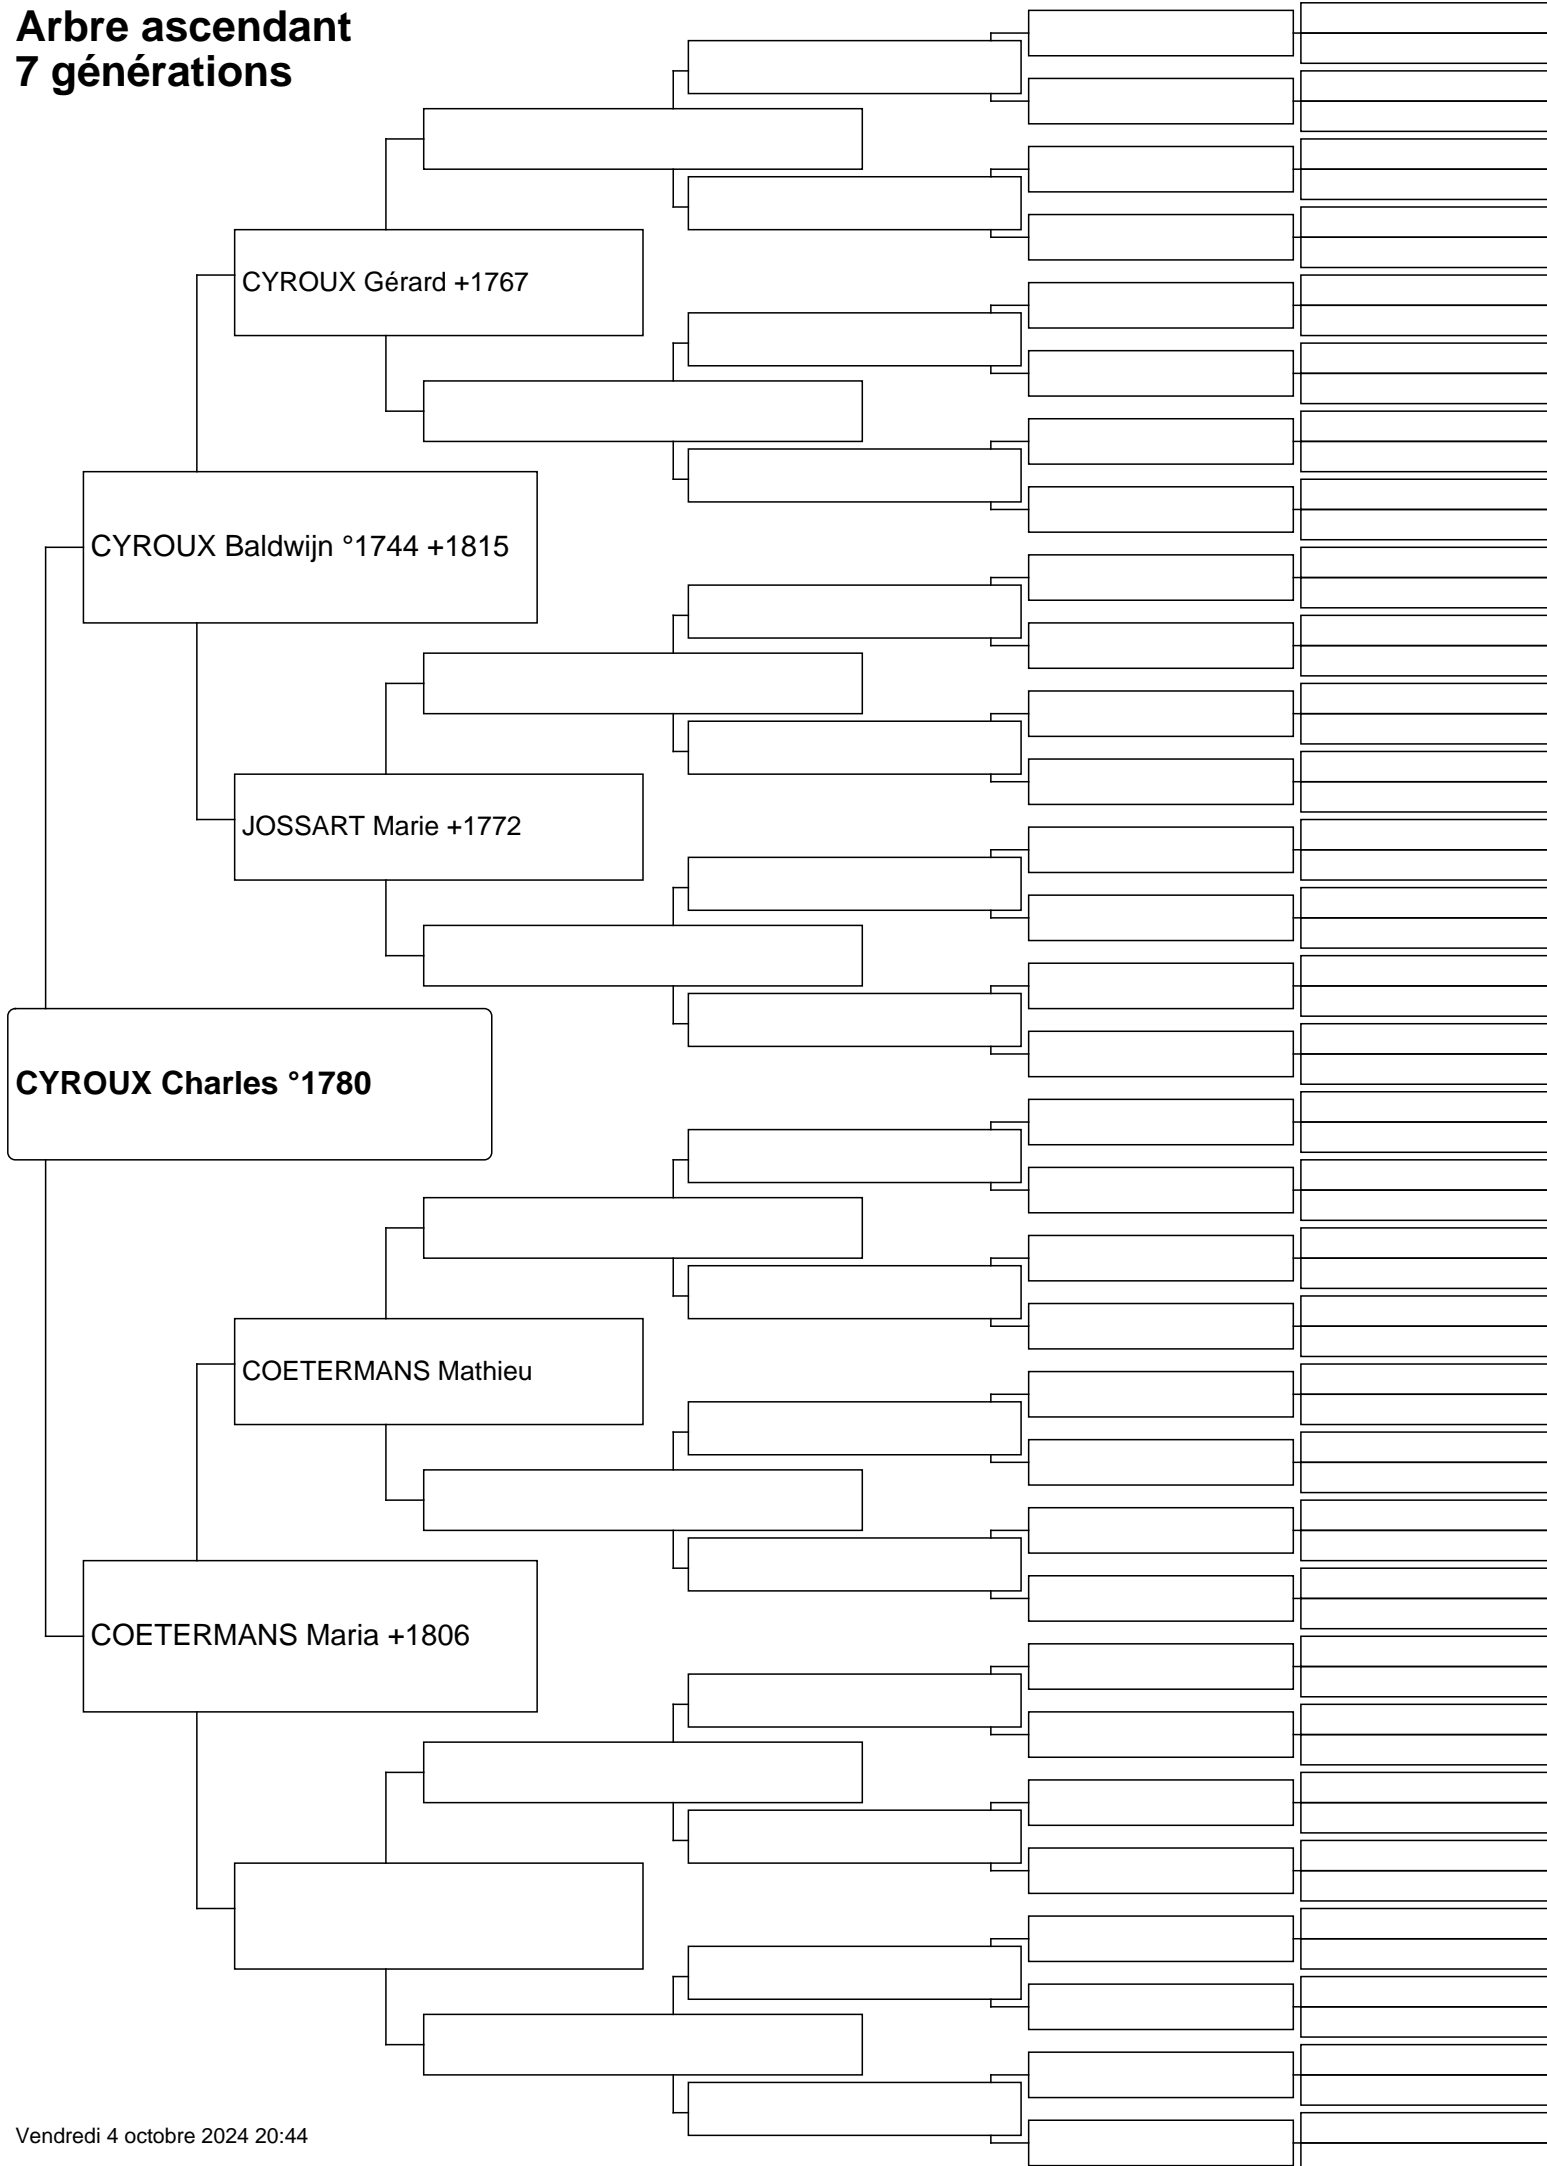 Arbre ascendant
7 générations
CYROUX Gérard +1767
CYROUX Baldwijn °1744 +1815
JOSSART Marie +1772
CYROUX Charles °1780
COETERMANS Mathieu
COETERMANS Maria +1806
Vendredi 4 octobre 2024 20:44